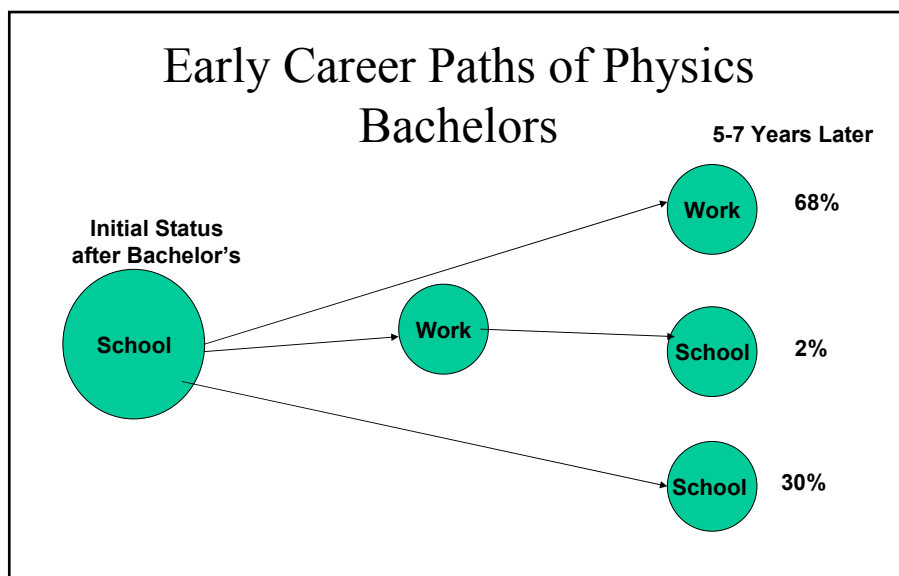 Early Career Paths of Physics
Bachelors
5-7 Years Later
Work
68%
Initial Status
after Bachelor's
School
Work
School
2%
School
30%